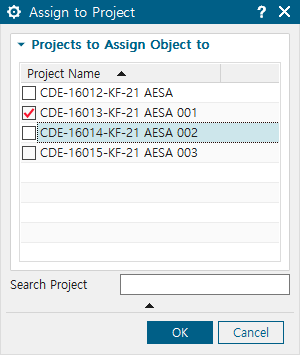 Assign to Project
Projects to Assign Object to
Project Name
CDE-16012-KF-21 AESA
CDE-16013-KF-21 AESA 001
CDE-16014-KF-21 AESA 002
CDE-16015-KF-21 AESA 003
Search Project
OK
Cancel